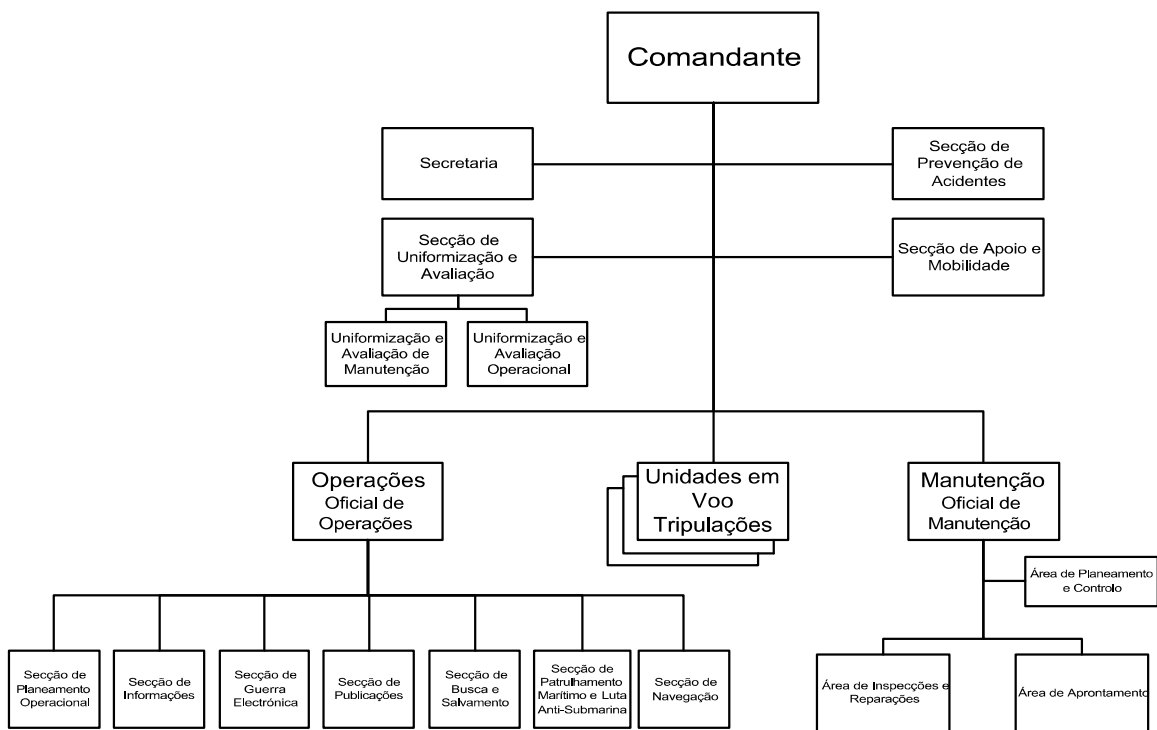 Comandante
Secretaria
Secção de
Prevenção de
Acidentes
Secção de
Uniformização e
Avaliação
Secção de Apoio e
Mobilidade
Uniformização e
Avaliação de
Manutenção
Uniformização e
Avaliação
Operacional
Operações
Oficial de
Operações
Unidades em
Voo
Tripulações
Manutenção
Oficial de
Manutenção
Área de Planeamento
e Controlo
Secção de
Planeamento
Operacional
Secção de
Informações
Secção de
Guerra
Electrónica
Secção de
Publicações
Secção de
Busca e
Salvamento
Secção de
Patrulhamento
Marítimo e Luta
Anti-Submarina
Secção de
Navegação
Área de Inspecções e
Reparações
Área de Aprontamento